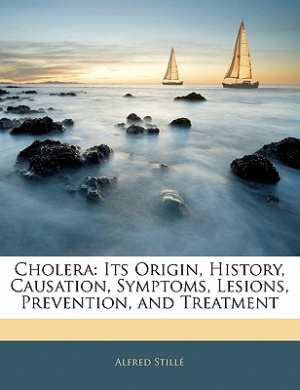 Cholera: Its Origin, History,
Causation, Symptoms, Lesions,
Prevention, and Treatment
Alfred Stillé